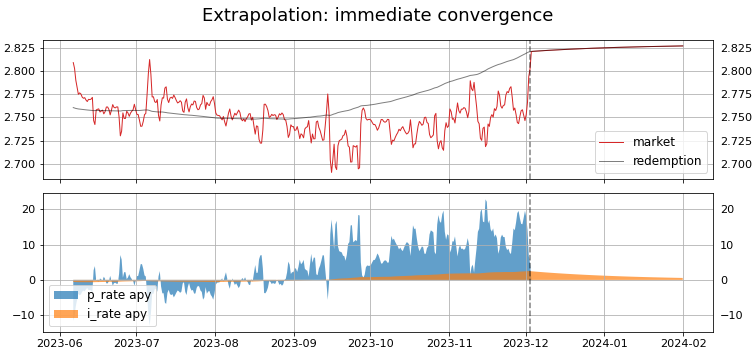 Extrapolation: immediate convergence
2.825 2.825
2.800 2.800
2.775 2.775
2.750 2.750
2.725 2.725
2.700 2.700
market
redemption
20 20
10 10
0 0
−10 −10
p_rate apy
i_rate apy
2023-06 2023-07 2023-08 2023-09 2023-10 2023-11 2023-12 2024-01 2024-02